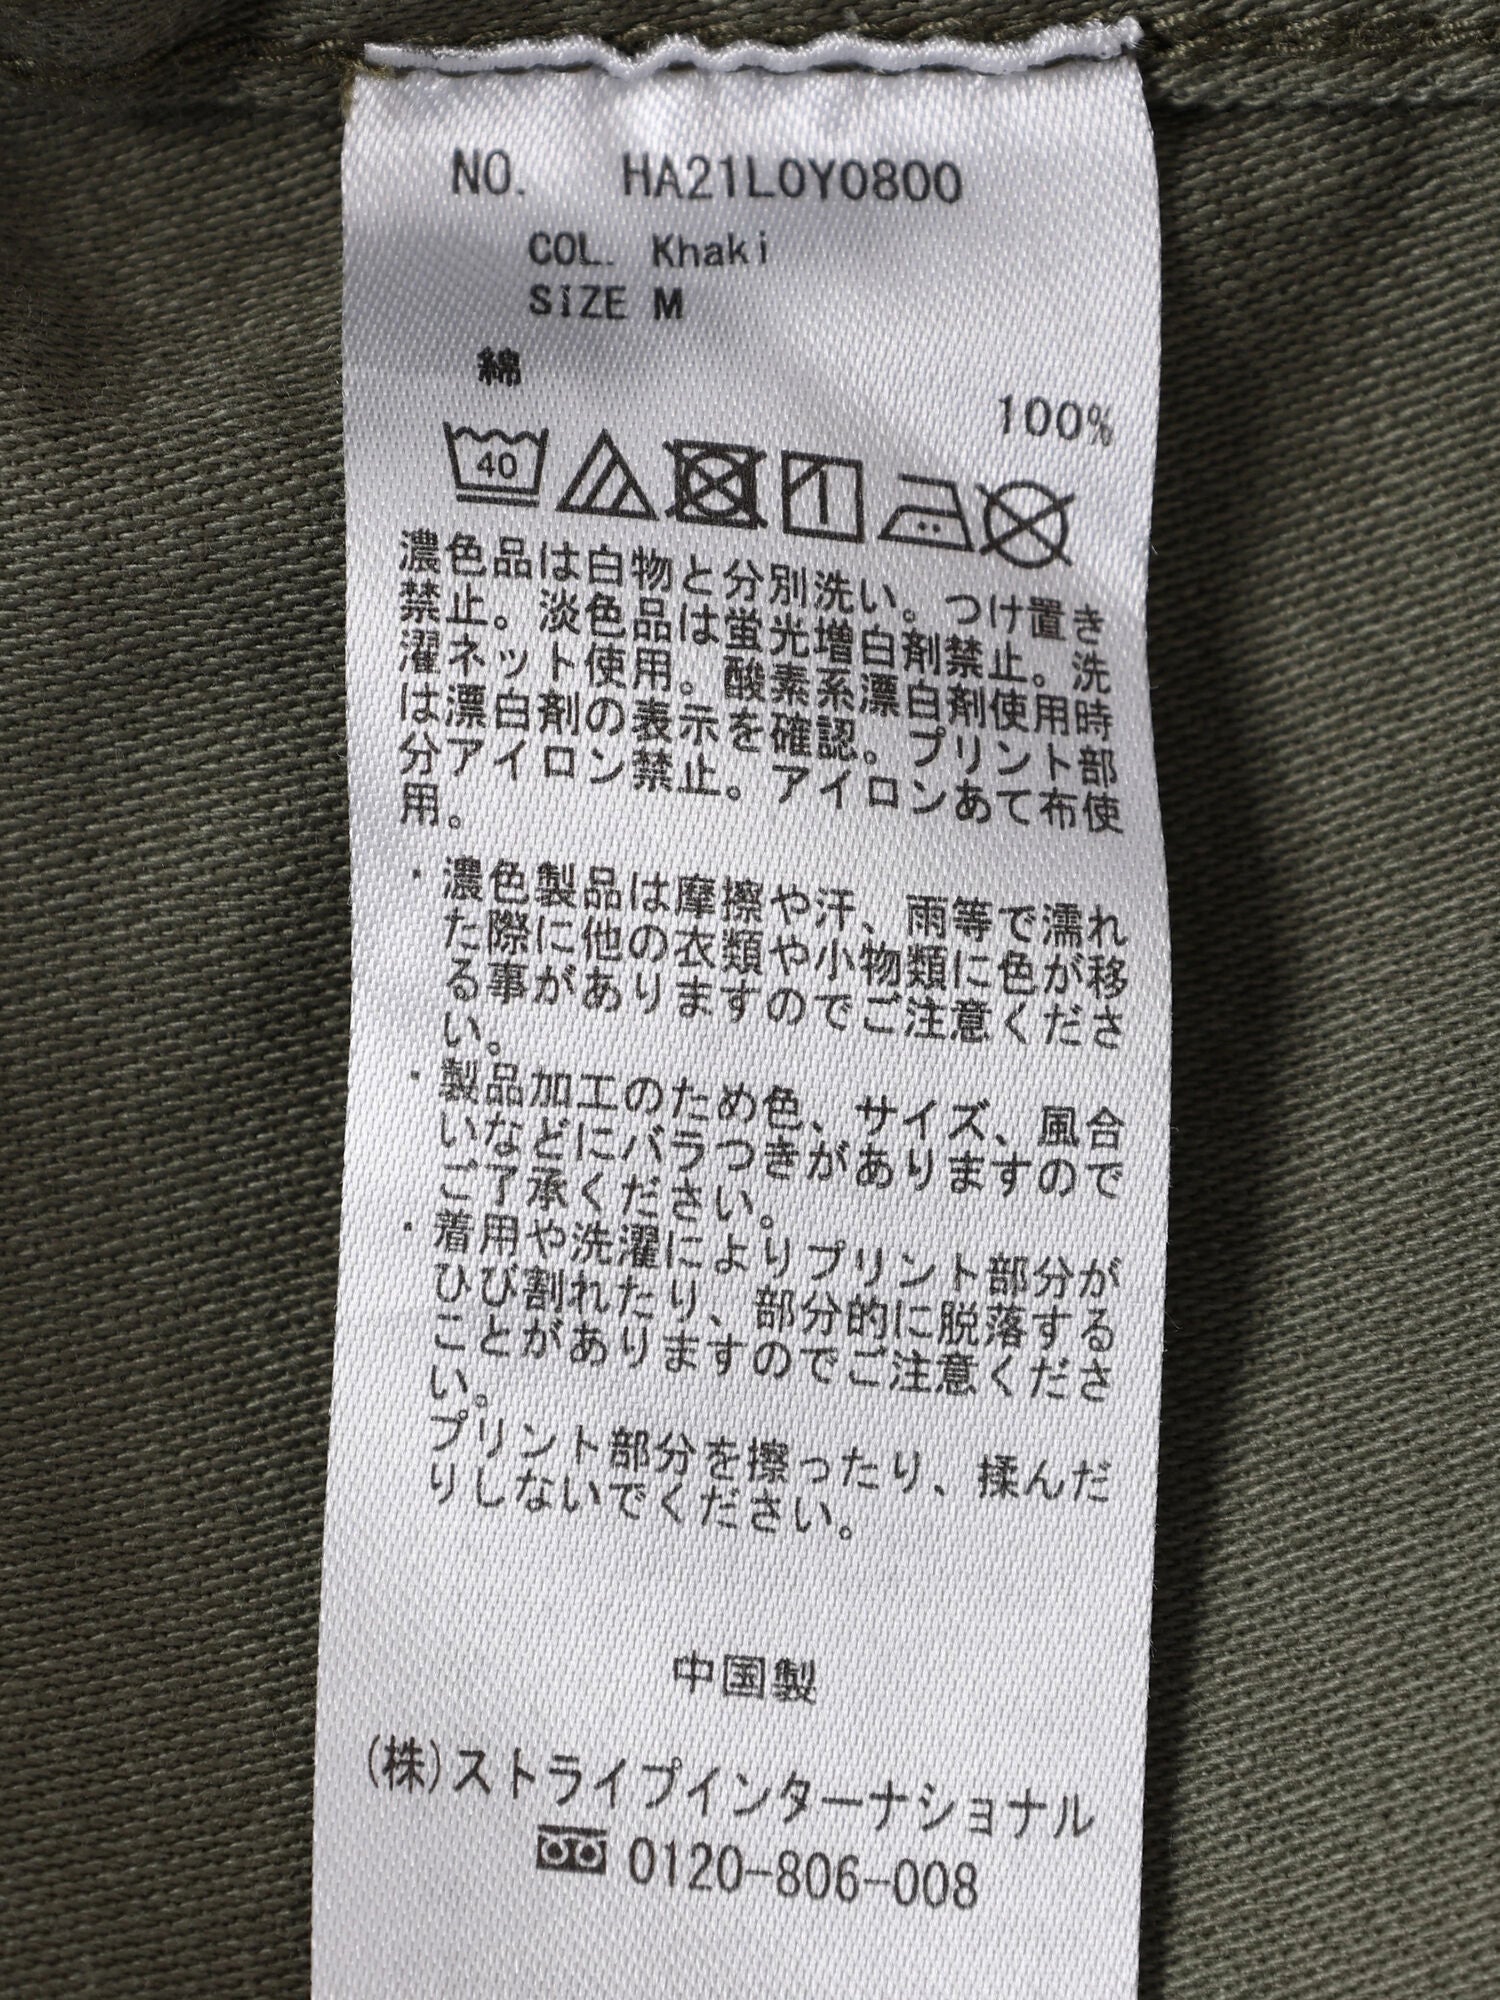 NO. HA21L0Y0800
COL. Khaki
SIZE M
綿
100%
40
濃色品は白物と分別洗い。つけ置き
禁止。淡色品は蛍光増白剤禁止。洗
濯ネット使用。酸素系漂白剤使用時
は漂白剤の表示を確認。プリント部
分アイロン禁止。アイロンあて布使
用。
・濃色製品は摩擦や汗、雨等で濡れ
た際に他の衣類や小物類に色が移
る事がありますのでご注意くださ
い。
・製品加工のため色、サイズ、風合
いなどにバラつきがありますので
ご了承ください。
・着用や洗濯によりプリント部分が
ひび割れたり、部分的に脱落する
ことがありますのでご注意くださ
い。
プリント部分を擦ったり、揉んだ
りしないでください。
中国製
(株)ストライプインターナショナル
0120-806-008